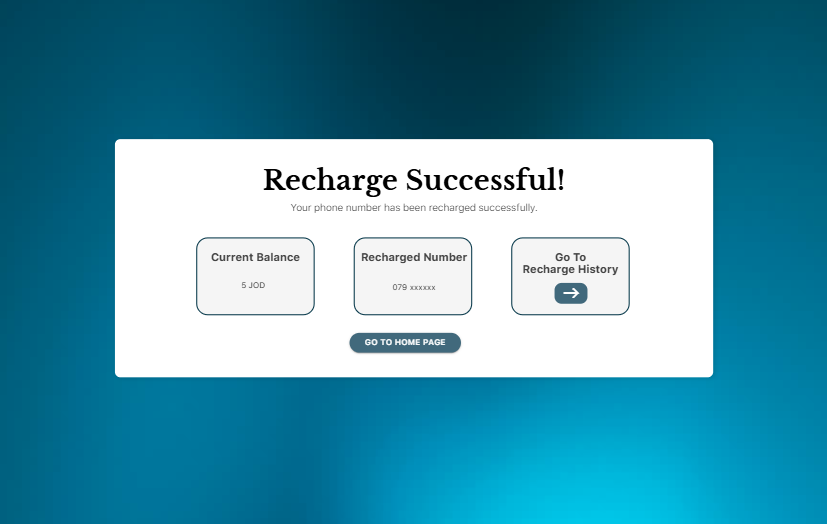 Recharge Successful!
Your phone number has been recharged successfully.
Current Balance
5 JOD
Recharged Number
079 xxxxxx
Go To
Recharge History
GO TO HOME PAGE